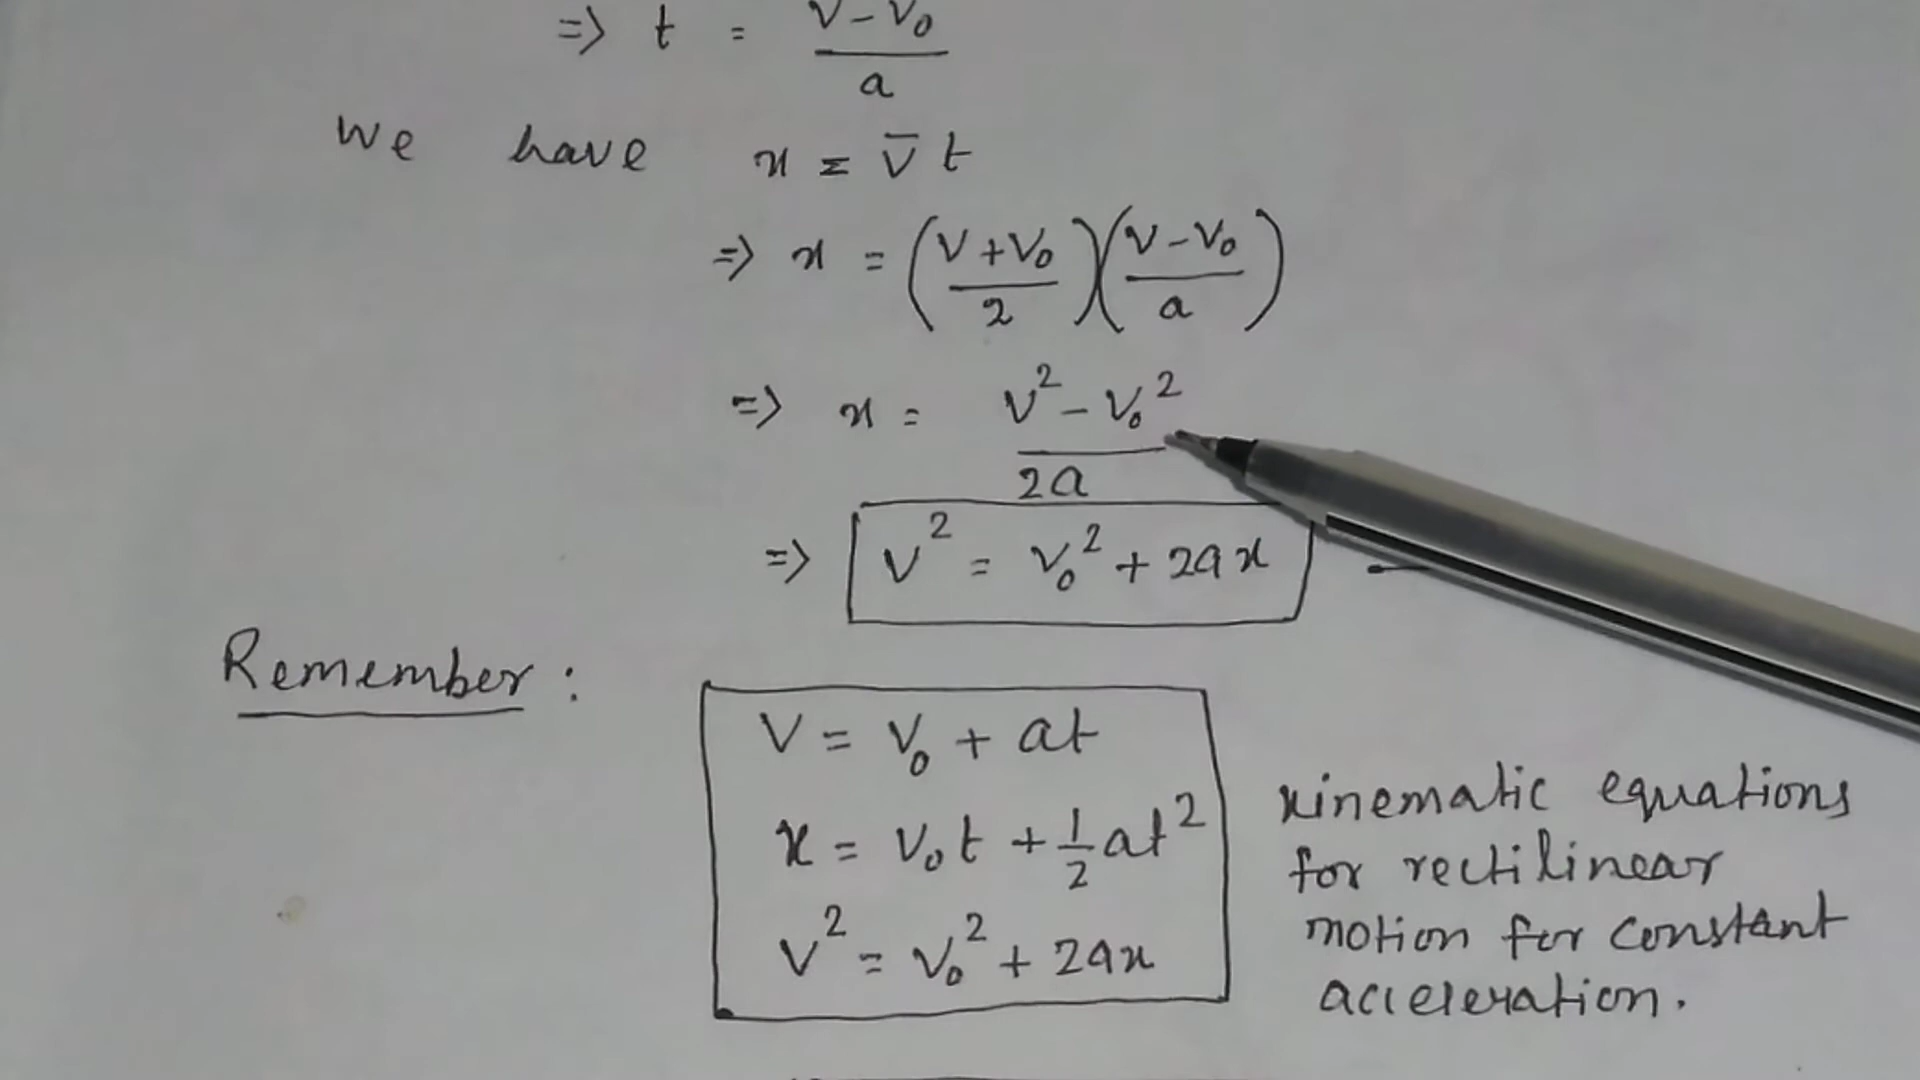 => t = (v - v₀)/a
We have x = v̄ t
=> x = ((v + v₀)/2)((v - v₀)/a)
=> x = (v² - v₀²)/2a
=> v² = v₀² + 2ax
Remember :
v = v₀ + at
x = v₀t + ½at²
v² = v₀² + 2ax
kinematic equations
for rectilinear
motion for constant
acceleration.